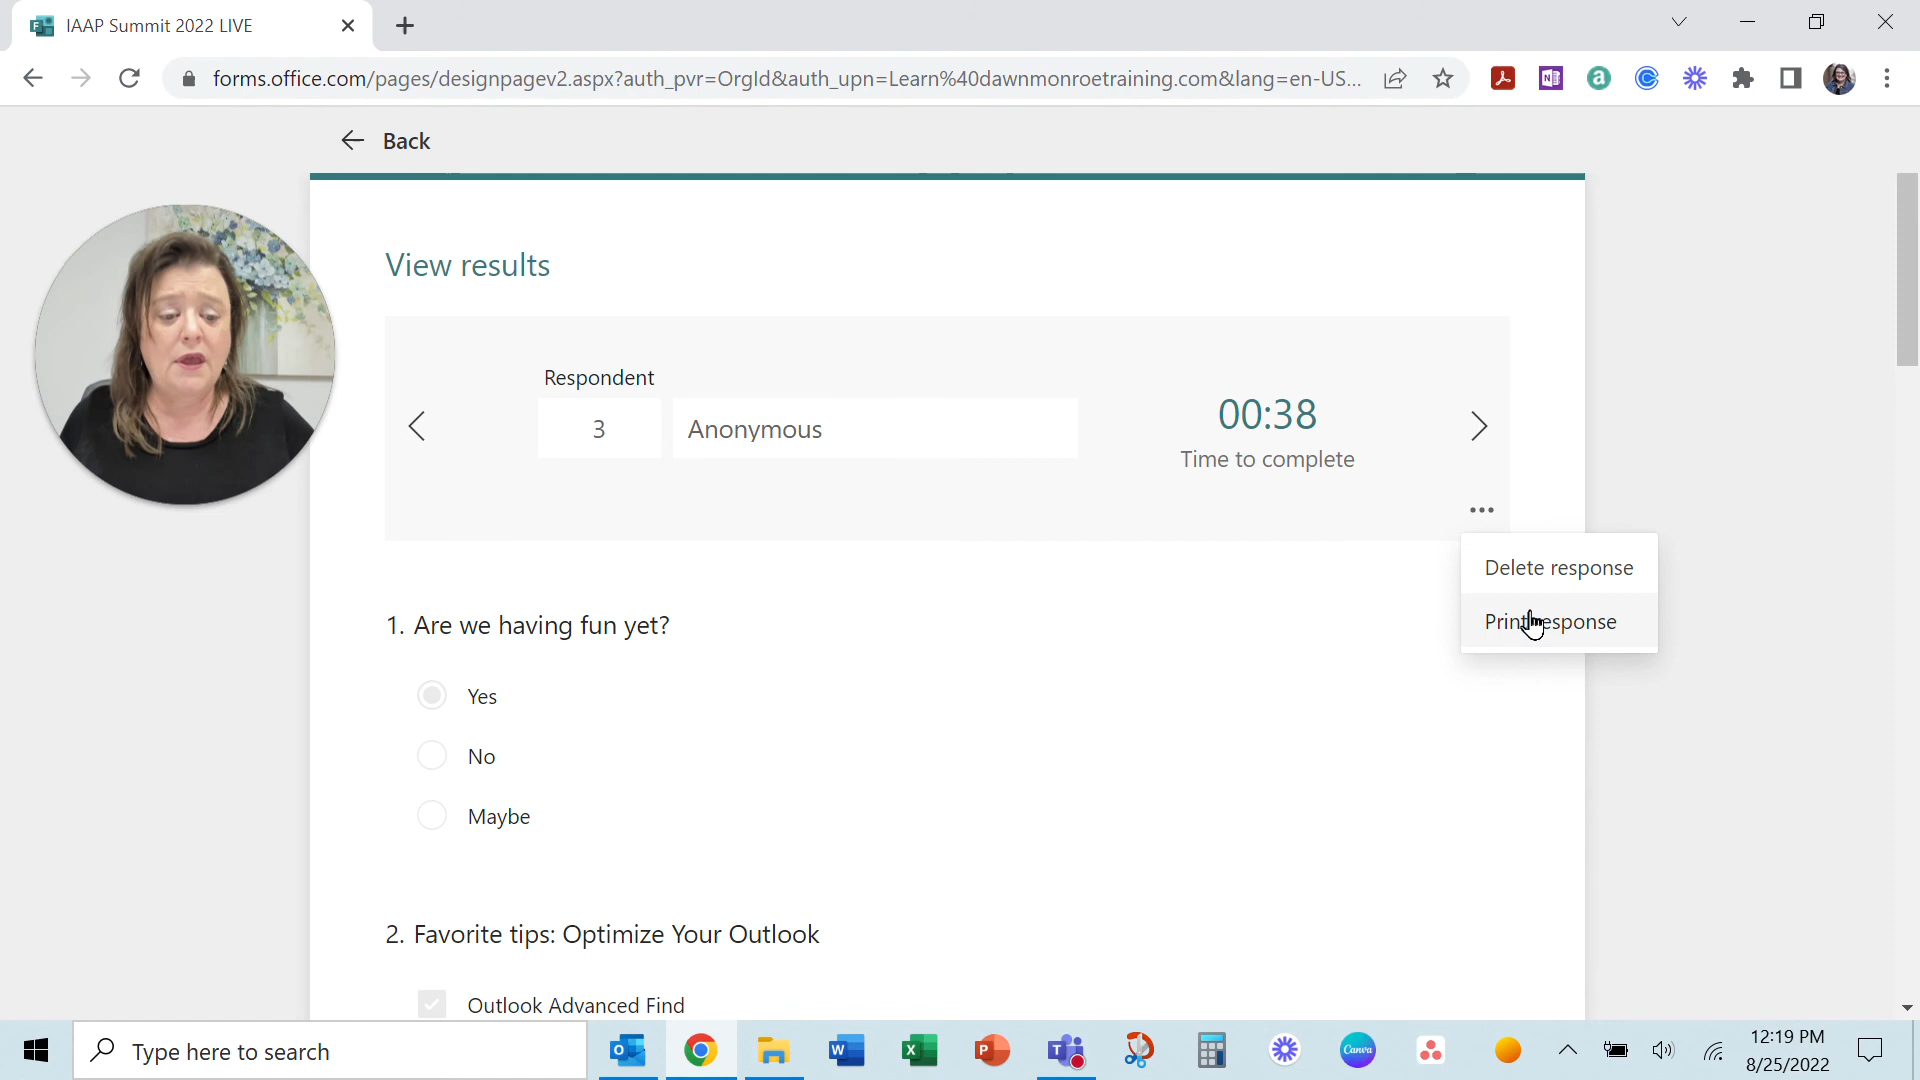 IAAP Summit 2022 LIVE
forms.office.com/pages/designpagev2.aspx?auth_pvr=OrgId&auth_upn=Learn%40dawnmonroetraining.com&lang=en-US...
Back
View results
Respondent
3
Anonymous
00:38
Time to complete
Delete response
Print response
1. Are we having fun yet?
Yes
No
Maybe
2. Favorite tips: Optimize Your Outlook
Outlook Advanced Find
Type here to search
Canva
12:19 PM
8/25/2022